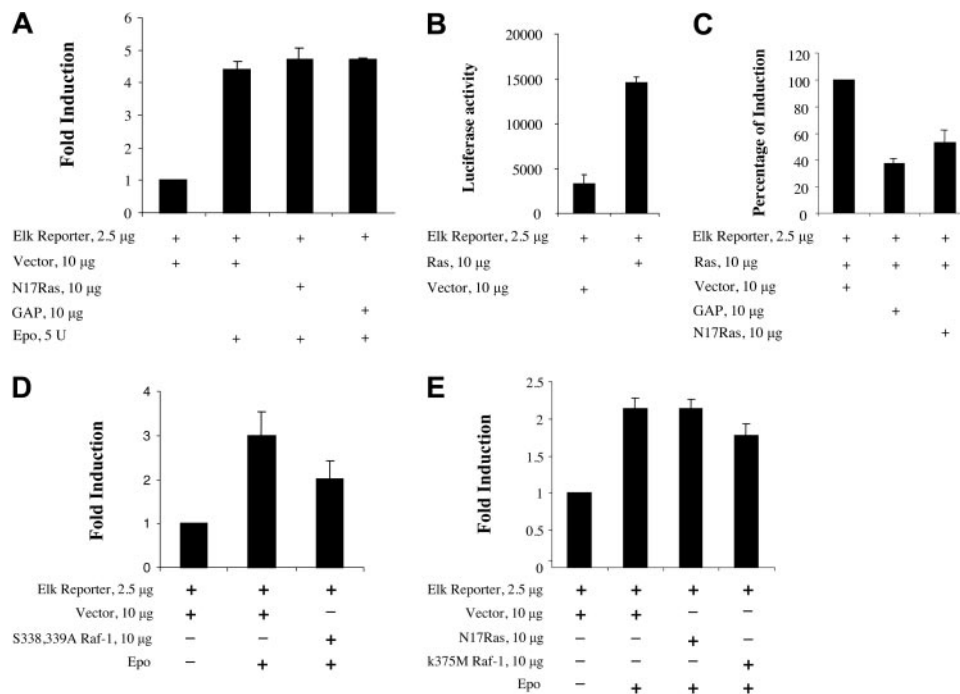 A
Fold Induction
6
5
4
3
2
1
0
Elk Reporter, 2.5 µg + + + +
Vector, 10 µg + +
N17Ras, 10 µg +
GAP, 10 µg +
Epo, 5 U + + +
B
Luciferase activity
20000
15000
10000
5000
0
Elk Reporter, 2.5 µg + +
Ras, 10 µg +
Vector, 10 µg +
C
Percentage of Induction
120
100
80
60
40
20
0
Elk Reporter, 2.5 µg + + +
Ras, 10 µg + + +
Vector, 10 µg +
GAP, 10 µg +
N17Ras, 10 µg +
D
Fold Induction
4
3
2
1
0
Elk Reporter, 2.5 µg + + +
Vector, 10 µg + + –
S338,339A Raf-1, 10 µg – – +
Epo – + +
E
Fold Induction
2.5
2
1.5
1
0.5
0
Elk Reporter, 2.5 µg + + + +
Vector, 10 µg + + – –
N17Ras, 10 µg – – + –
k375M Raf-1, 10 µg – – – +
Epo – + + +